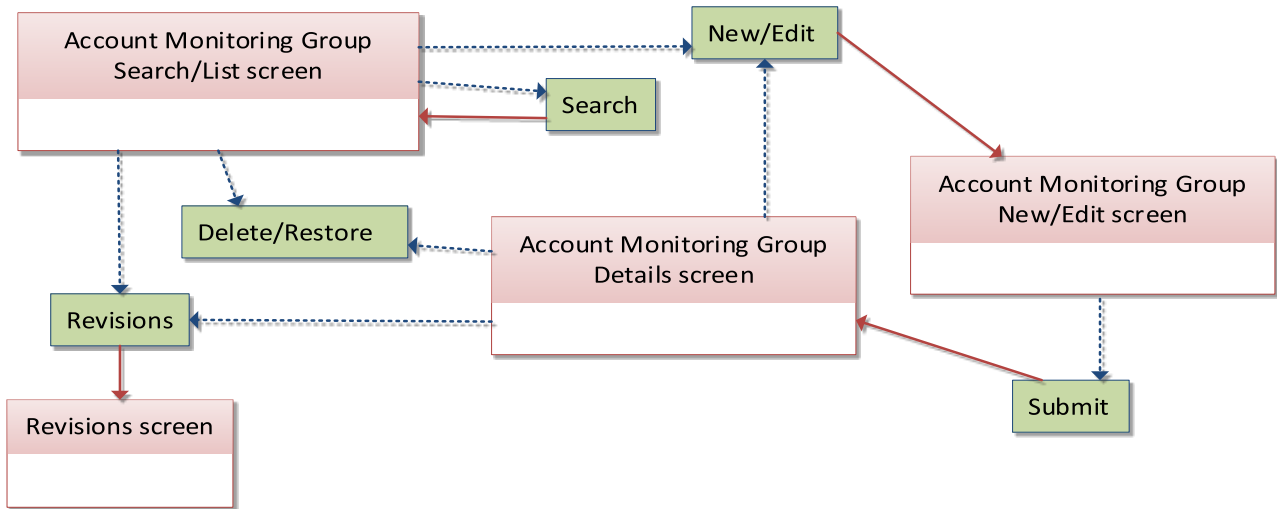 Account Monitoring Group
Search/List screen
New/Edit
Search
Account Monitoring Group
New/Edit screen
Delete/Restore
Account Monitoring Group
Details screen
Revisions
Submit
Revisions screen